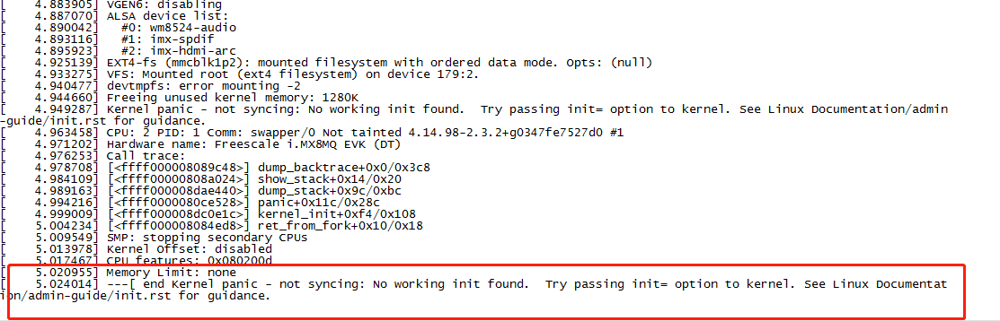 [    4.883905] VGEN6: disabling
[    4.887070] ALSA device list:
[    4.890042]   #0: wm8524-audio
[    4.893116]   #1: imx-spdif
[    4.895923]   #2: imx-hdmi-arc
[    4.925139] EXT4-fs (mmcblk1p2): mounted filesystem with ordered data mode. Opts: (null)
[    4.933275] VFS: Mounted root (ext4 filesystem) on device 179:2.
[    4.940477] devtmpfs: error mounting -2
[    4.944660] Freeing unused kernel memory: 1280K
[    4.949287] Kernel panic - not syncing: No working init found.  Try passing init= option to kernel. See Linux Documentation/admin
-guide/init.rst for guidance.
[    4.963458] CPU: 2 PID: 1 Comm: swapper/0 Not tainted 4.14.98-2.3.2+g0347fe7527d0 #1
[    4.971202] Hardware name: Freescale i.MX8MQ EVK (DT)
[    4.976253] Call trace:
[    4.978708] [<ffff000008089c48>] dump_backtrace+0x0/0x3c8
[    4.984109] [<ffff00000808a024>] show_stack+0x14/0x20
[    4.989163] [<ffff000008dae440>] dump_stack+0x9c/0xbc
[    4.994216] [<ffff0000080ce528>] panic+0x11c/0x28c
[    4.999009] [<ffff000008dc0e1c>] kernel_init+0xf4/0x108
[    5.004234] [<ffff000008084ed8>] ret_from_fork+0x10/0x18
[    5.009549] SMP: stopping secondary CPUs
[    5.013978] Kernel Offset: disabled
[    5.017467] CPU features: 0x080200d
[    5.020955] Memory Limit: none
[    5.024014] ---[ end Kernel panic - not syncing: No working init found.  Try passing init= option to kernel. See Linux Documentat
ion/admin-guide/init.rst for guidance.